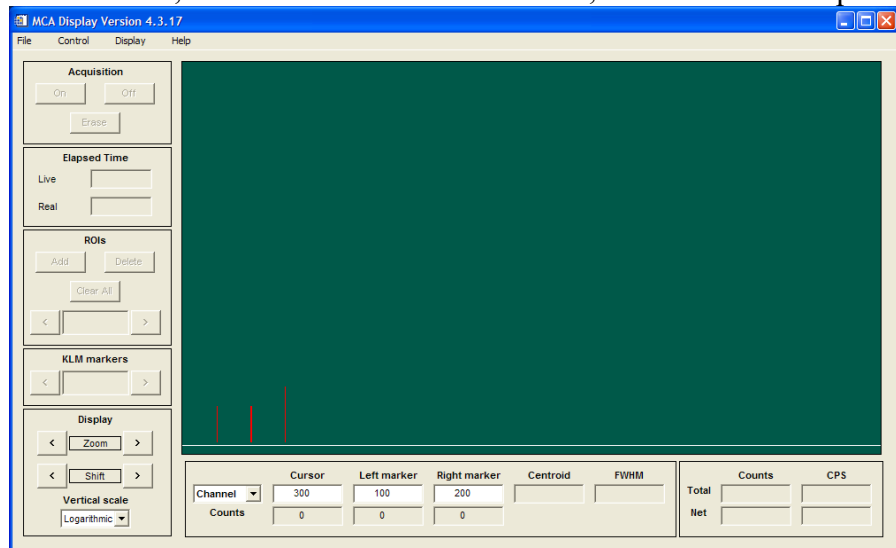 MCA Display Version 4.3.17
File Control Display Help
Acquisition
On Off
Erase
Elapsed Time
Live
Real
ROIs
Add Delete
Clear All
< >
KLM markers
< >
Display
< Zoom >
< Shift >
Vertical scale
Logarithmic
Cursor Left marker Right marker Centroid FWHM
Channel 300 100 200
Counts 0 0 0
Counts CPS
Total
Net